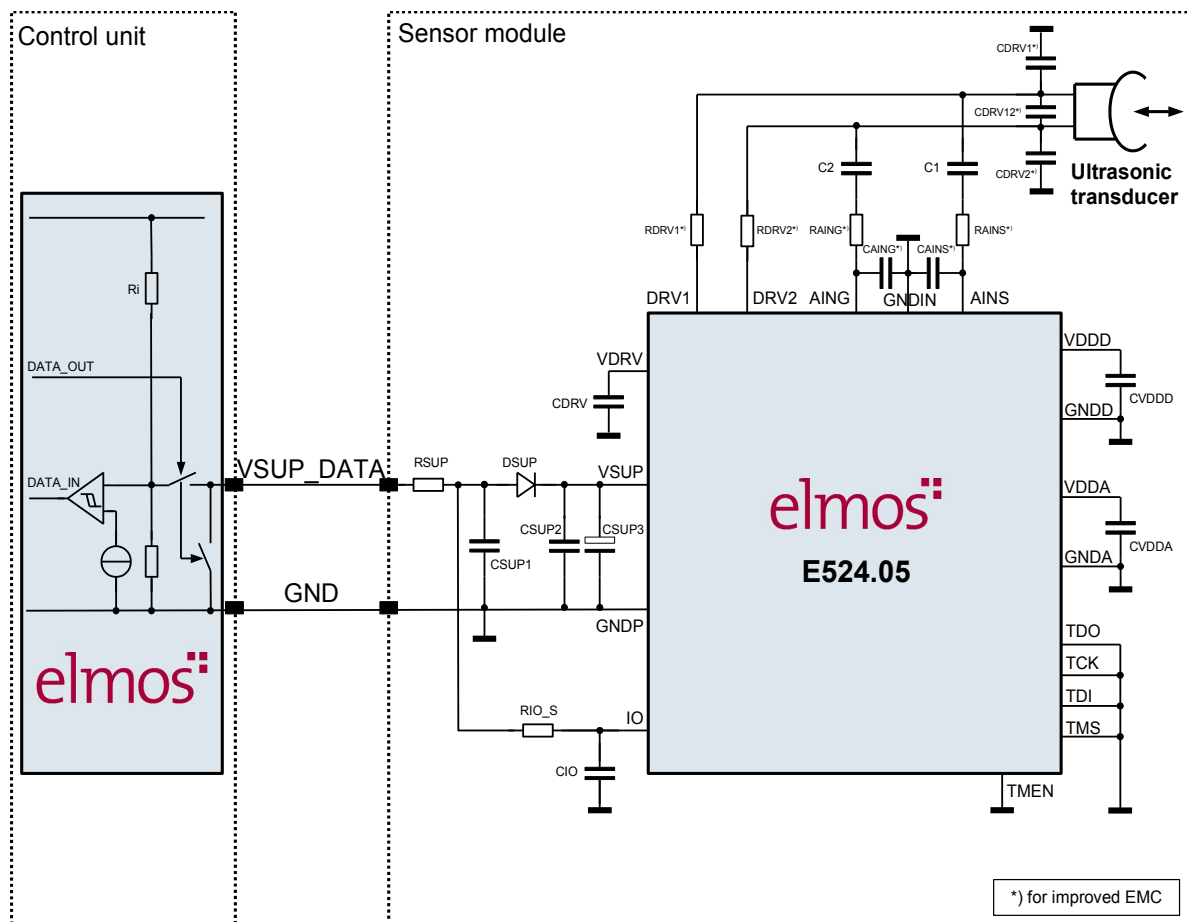 Control unit
Sensor module
CDRV1*)
CDRV12*)
CDRV2*)
Ultrasonic
transducer
C2
C1
RDRV1*)
RDRV2*)
RAING*)
RAINS*)
CAING*)
CAINS*)
DRV1
DRV2
AING
GNDIN
AINS
Ri
DATA_OUT
DATA_IN
VSUP_DATA
GND
VDRV
CDRV
RSUP
DSUP
VSUP
CSUP1
CSUP2
CSUP3
GNDP
RIO_S
IO
CIO
elmos
E524.05
VDDD
CVDDD
GNDD
VDDA
CVDDA
GNDA
TDO
TCK
TDI
TMS
TMEN
elmos
*) for improved EMC